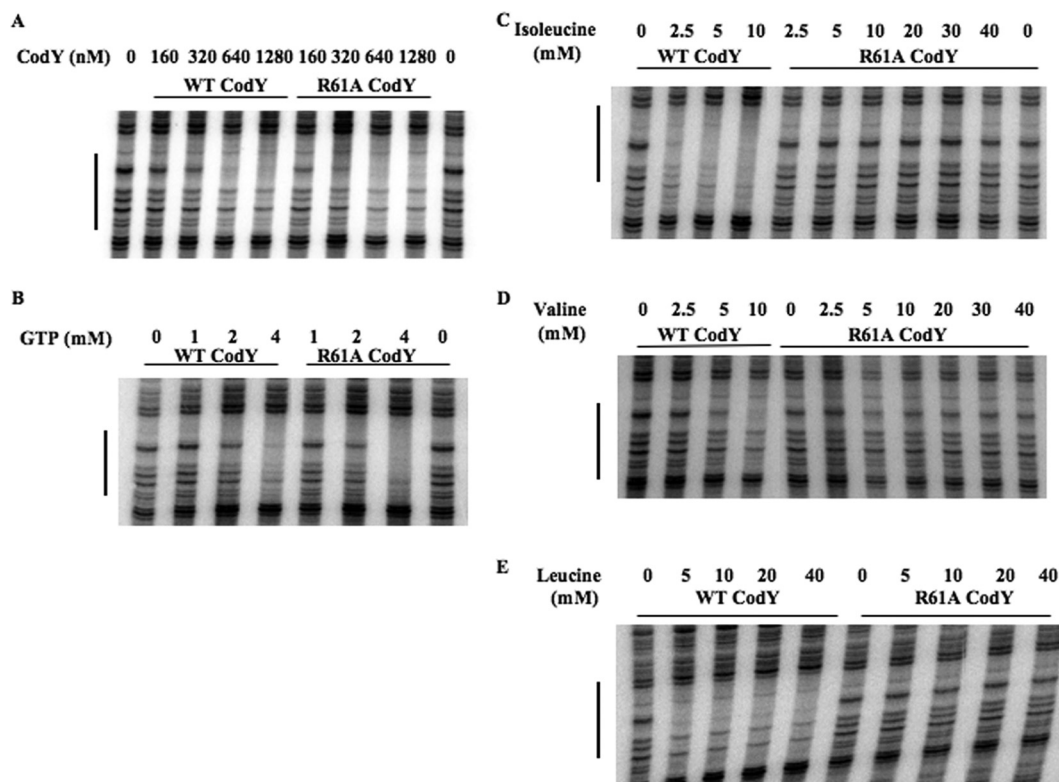 A
CodY (nM) 0 160 320 640 1280 160 320 640 1280 0
WT CodY R61A CodY
B
GTP (mM) 0 1 2 4 1 2 4 0
WT CodY R61A CodY
C
Isoleucine 0 2.5 5 10 2.5 5 10 20 30 40 0
(mM) WT CodY R61A CodY
D
Valine 0 2.5 5 10 0 2.5 5 10 20 30 40
(mM) WT CodY R61A CodY
E
Leucine 0 5 10 20 40 0 5 10 20 40
(mM) WT CodY R61A CodY